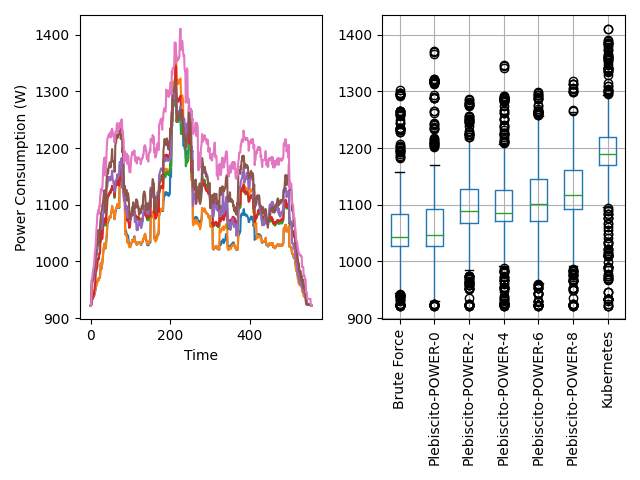 Power Consumption (W)
1400
1300
1200
1100
1000
900
0
200
400
Time
1400
1300
1200
1100
1000
900
Brute Force
Plebiscito-POWER-0
Plebiscito-POWER-2
Plebiscito-POWER-4
Plebiscito-POWER-6
Plebiscito-POWER-8
Kubernetes